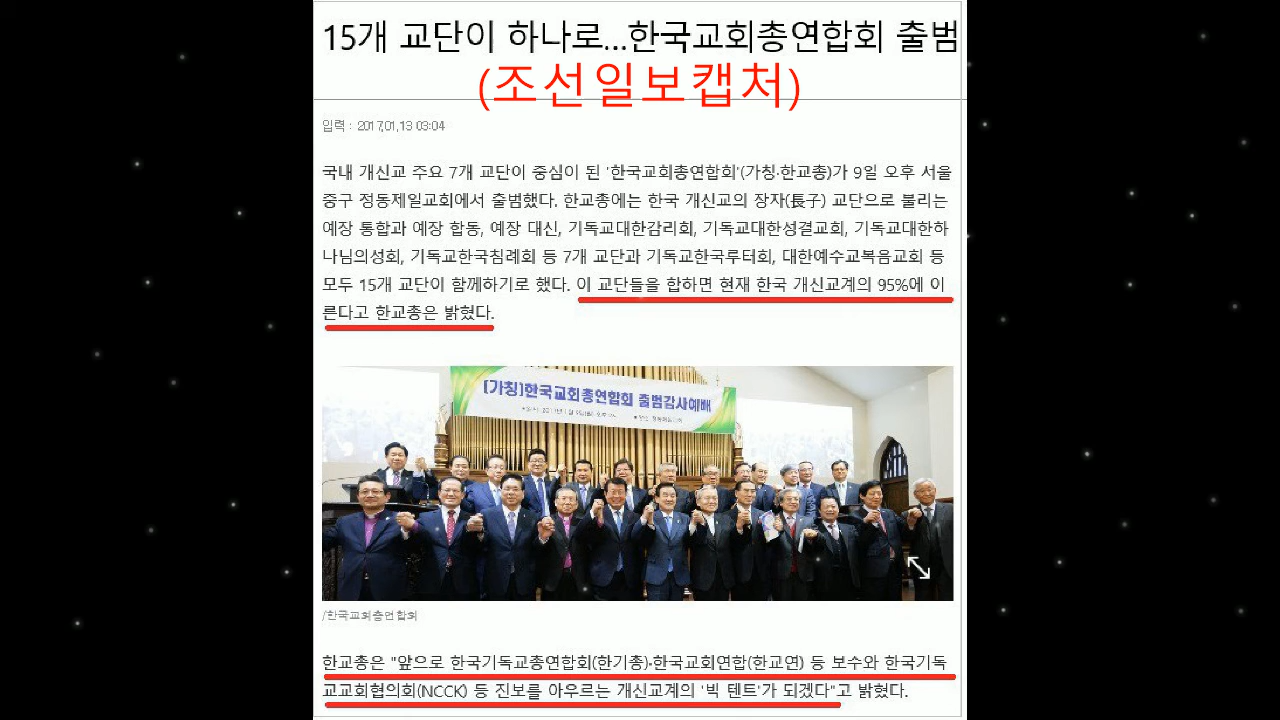 15개 교단이 하나로...한국교회총연합회 출범
(조선일보캡처)
입력 : 2017.01.13 03:04
국내 개신교 주요 7개 교단이 중심이 된 '한국교회총연합회'(가칭·한교총)가 9일 오후 서울
중구 정동제일교회에서 출범했다. 한교총에는 한국 개신교의 장자(長子) 교단으로 불리는
예장 통합과 예장 합동, 예장 대신, 기독교대한감리회, 기독교대한성결교회, 기독교대한하
나님의성회, 기독교한국침례회 등 7개 교단과 기독교한국루터회, 대한예수교복음교회 등
모두 15개 교단이 함께하기로 했다. 이 교단들을 합하면 현재 한국 개신교계의 95%에 이
른다고 한교총은 밝혔다.
(가칭)한국교회총연합회 출범감사예배
/한국교회총연합회
한교총은 "앞으로 한국기독교총연합회(한기총)·한국교회연합(한교연) 등 보수와 한국기독
교교회협의회(NCCK) 등 진보를 아우르는 개신교계의 '빅 텐트'가 되겠다"고 밝혔다.